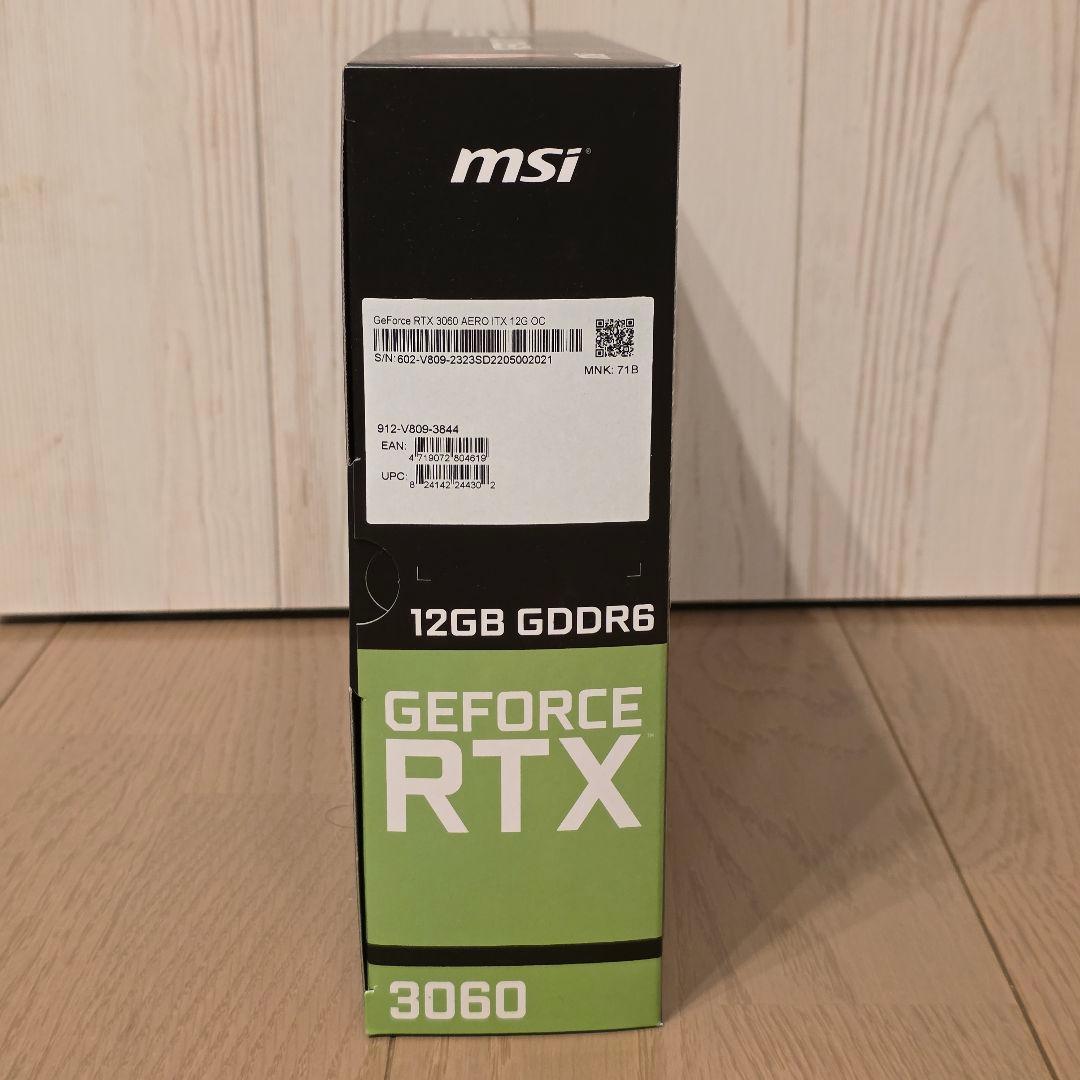 msi
GeForce RTX 3060 AERO ITX 12G OC
S/N:602-V809-2323SD2205002021
MNK: 71B
912-V809-3844
EAN:
4 719072 804619
UPC:
8 24142 24430 2
12GB GDDR6
GEFORCE
RTX™
3060